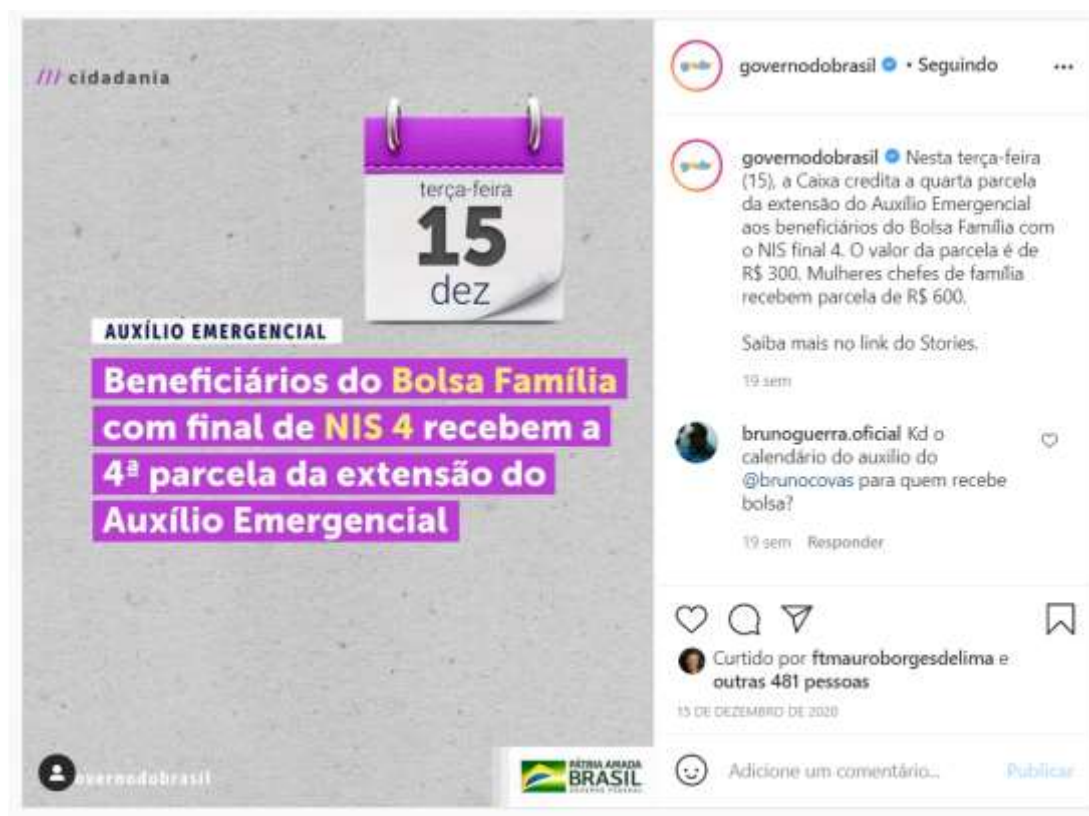 /// cidadania
terça-feira
15
dez
AUXÍLIO EMERGENCIAL
Beneficiários do Bolsa Família
com final de NIS 4 recebem a
4ª parcela da extensão do
Auxílio Emergencial
governodobrasil
PÁTRIA AMADA
BRASIL
GOVERNO FEDERAL
governodobrasil • Seguindo
governodobrasil Nesta terça-feira
(15), a Caixa credita a quarta parcela
da extensão do Auxílio Emergencial
aos beneficiários do Bolsa Família com
o NIS final 4. O valor da parcela é de
R$ 300. Mulheres chefes de família
recebem parcela de R$ 600.
Saiba mais no link do Stories.
19 sem
brunoguerra.oficial Kd o
calendário do auxilio do
@brunocovas para quem recebe
bolsa?
19 sem Responder
Curtido por ftmauroborgesdelima e
outras 481 pessoas
15 DE DEZEMBRO DE 2020
Adicione um comentário... Publicar